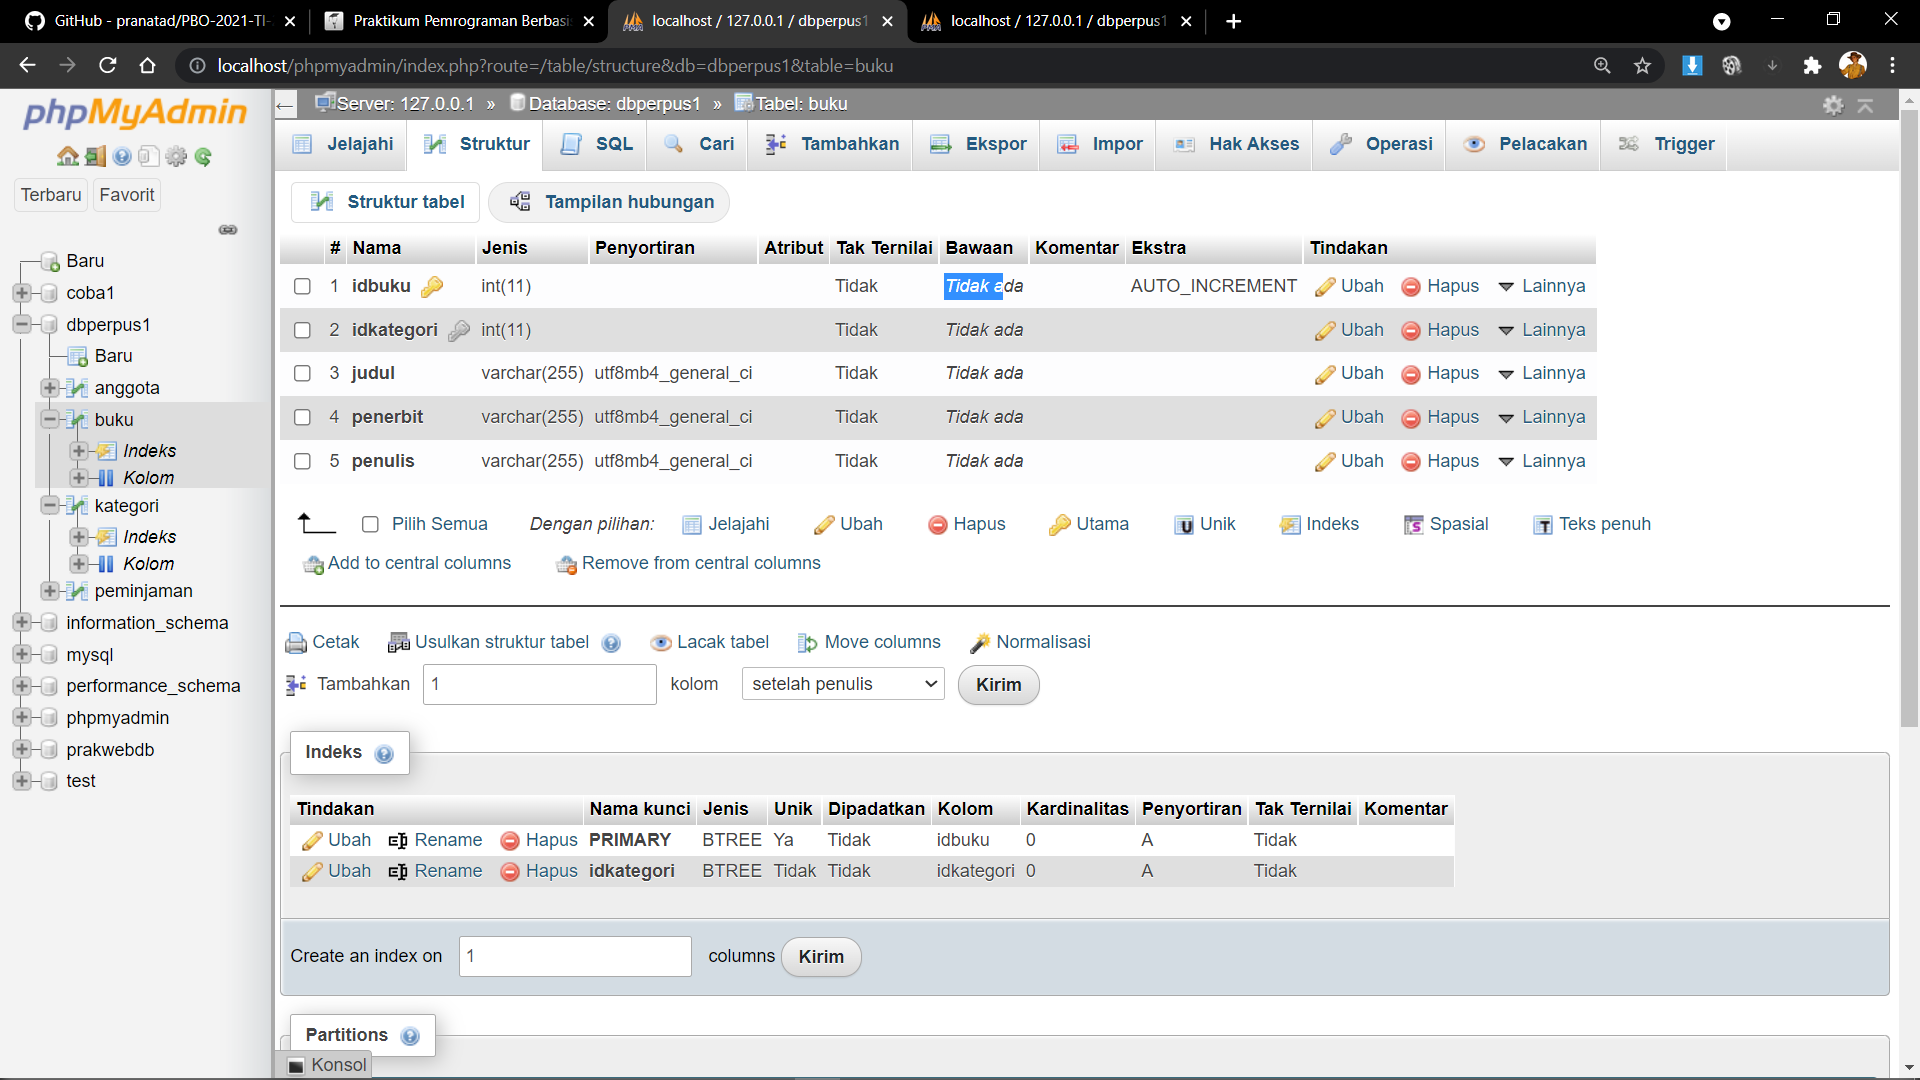 GitHub - pranatad/PBO-2021-TI-
Praktikum Pemrograman Berbasi
localhost / 127.0.0.1 / dbperpus1
localhost / 127.0.0.1 / dbperpus1
localhost/phpmyadmin/index.php?route=/table/structure&db=dbperpus1&table=buku
phpMyAdmin
Terbaru Favorit
Baru
coba1
dbperpus1
Baru
anggota
buku
Indeks
Kolom
kategori
Indeks
Kolom
peminjaman
information_schema
mysql
performance_schema
phpmyadmin
prakwebdb
test
Server: 127.0.0.1 » Database: dbperpus1 » Tabel: buku
Jelajahi Struktur SQL Cari Tambahkan Ekspor Impor Hak Akses Operasi Pelacakan Trigger
Struktur tabel Tampilan hubungan
# Nama Jenis Penyortiran Atribut Tak Ternilai Bawaan Komentar Ekstra Tindakan
1 idbuku int(11) Tidak Tidak ada AUTO_INCREMENT Ubah Hapus Lainnya
2 idkategori int(11) Tidak Tidak ada Ubah Hapus Lainnya
3 judul varchar(255) utf8mb4_general_ci Tidak Tidak ada Ubah Hapus Lainnya
4 penerbit varchar(255) utf8mb4_general_ci Tidak Tidak ada Ubah Hapus Lainnya
5 penulis varchar(255) utf8mb4_general_ci Tidak Tidak ada Ubah Hapus Lainnya
Pilih Semua Dengan pilihan: Jelajahi Ubah Hapus Utama Unik Indeks Spasial Teks penuh
Add to central columns Remove from central columns
Cetak Usulkan struktur tabel Lacak tabel Move columns Normalisasi
Tambahkan 1 kolom setelah penulis Kirim
Indeks
Tindakan Nama kunci Jenis Unik Dipadatkan Kolom Kardinalitas Penyortiran Tak Ternilai Komentar
Ubah Rename Hapus PRIMARY BTREE Ya Tidak idbuku 0 A Tidak
Ubah Rename Hapus idkategori BTREE Tidak Tidak idkategori 0 A Tidak
Create an index on 1 columns Kirim
Partitions
Konsol